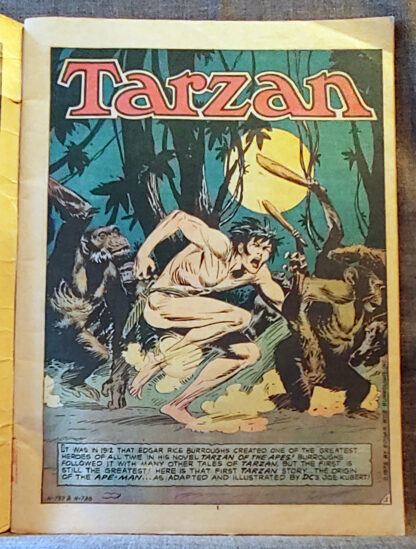 Tarzan
IT WAS IN 1912 THAT EDGAR RICE BURROUGHS CREATED ONE OF THE GREATEST
HEROES OF ALL TIME IN HIS NOVEL TARZAN OF THE APES! BURROUGHS
FOLLOWED IT WITH MANY OTHER TALES OF TARZAN, BUT THE FIRST IS
STILL THE GREATEST! HERE IS THAT FIRST TARZAN STORY... THE ORIGIN
OF THE APE-MAN... AS ADAPTED AND ILLUSTRATED BY DC'S JOE KUBERT!
1